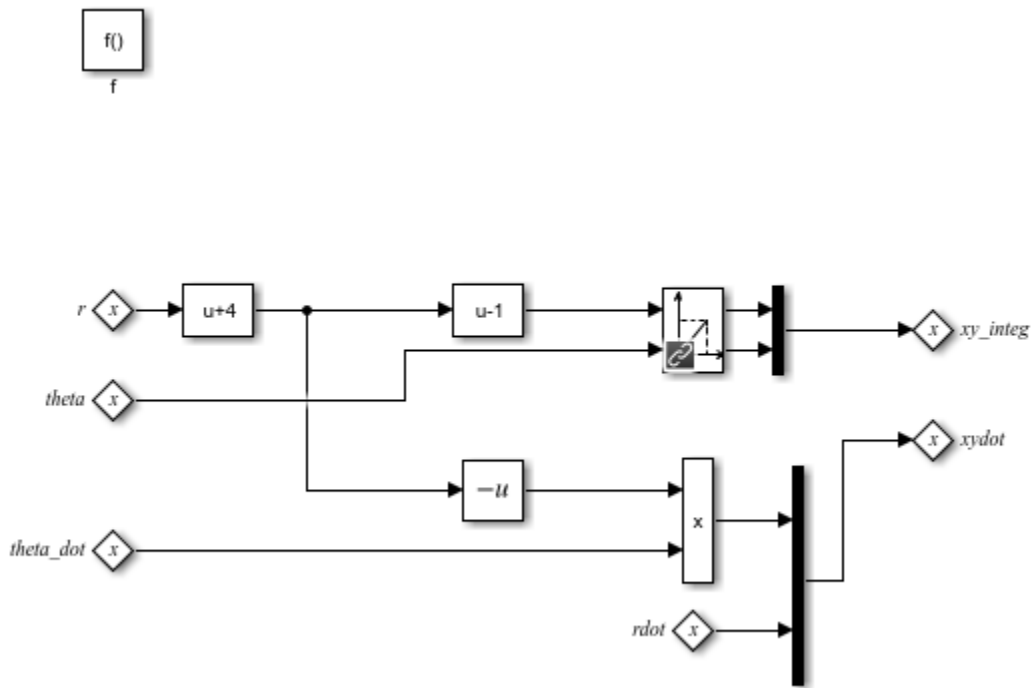 f()
f
r x u+4 u-1 x xy_integ
theta x
x xydot
−u
x
theta_dot x
rdot x